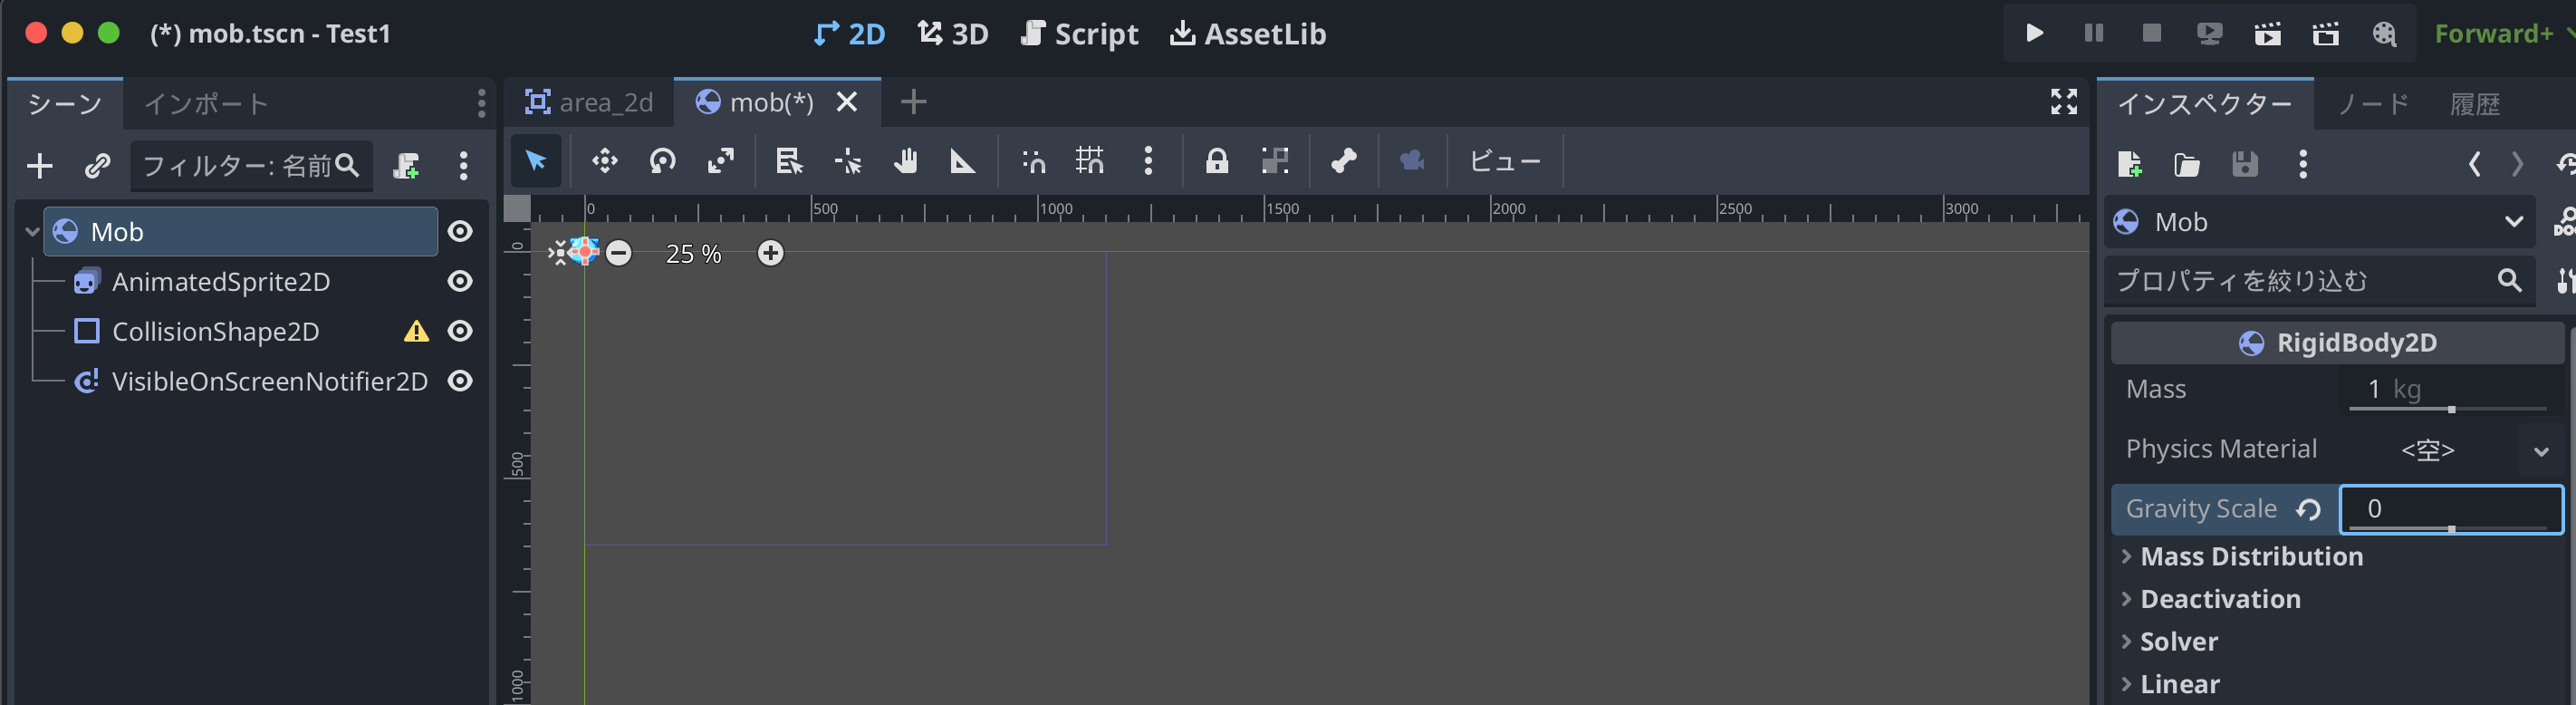 (*) mob.tscn - Test1
2D 3D Script AssetLib
Forward+
シーン インポート
area_2d mob(*)
インスペクター ノード 履歴
フィルター: 名前
ビュー
0 500 1000 1500 2000 2500 3000
Mob
AnimatedSprite2D
CollisionShape2D
VisibleOnScreenNotifier2D
0
500
1000
25 %
Mob
DOC
プロパティを絞り込む
RigidBody2D
Mass 1 kg
Physics Material <空>
Gravity Scale 0
Mass Distribution
Deactivation
Solver
Linear